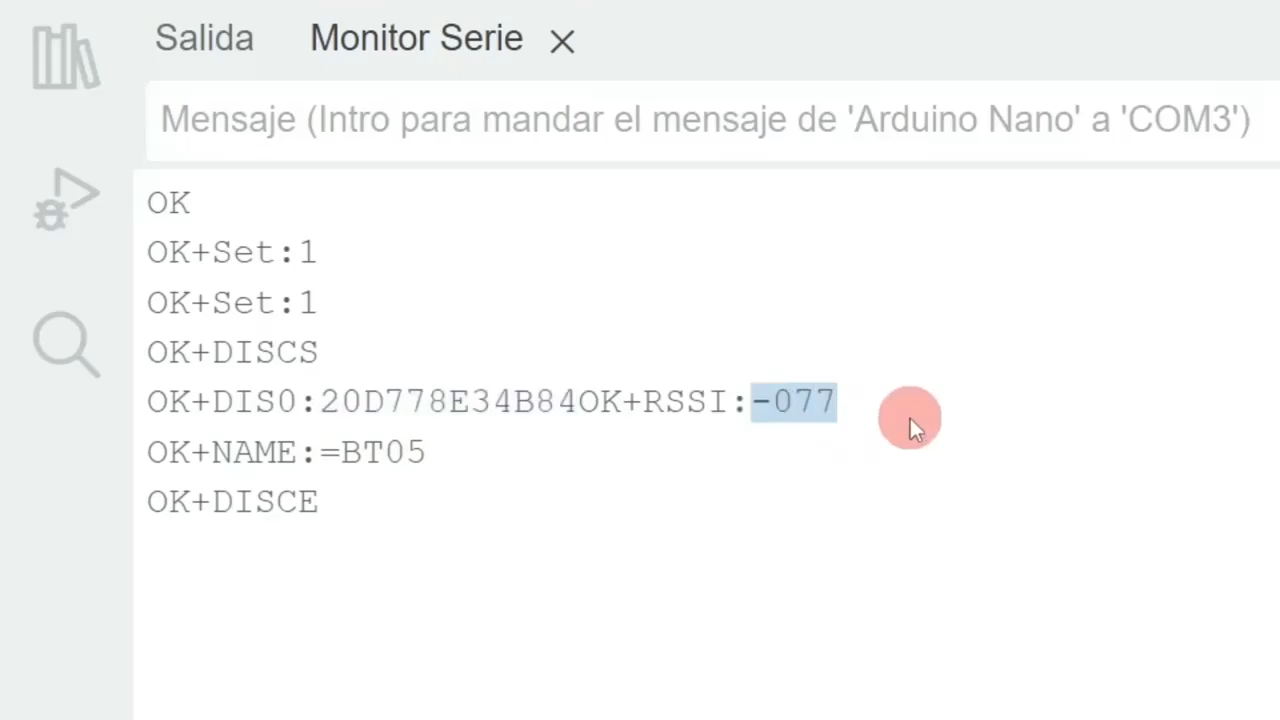 Salida Monitor Serie
Mensaje (Intro para mandar el mensaje de 'Arduino Nano' a 'COM3')
OK
OK+Set:1
OK+Set:1
OK+DISCS
OK+DIS0:20D778E34B84OK+RSSI:-077
OK+NAME:=BT05
OK+DISCE